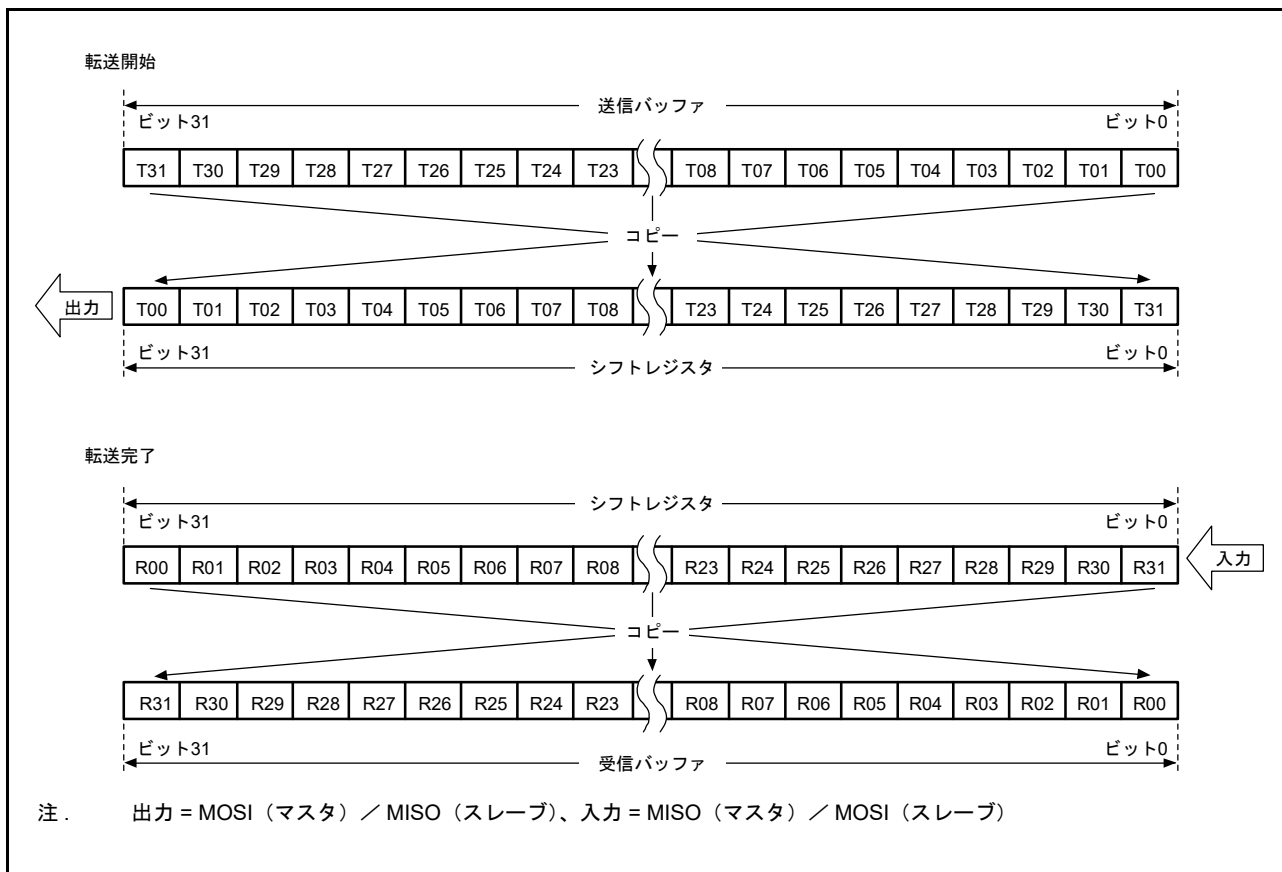 転送開始
送信バッファ
ビット31 ビット0
T31 T30 T29 T28 T27 T26 T25 T24 T23 T08 T07 T06 T05 T04 T03 T02 T01 T00
コピー
出力
T00 T01 T02 T03 T04 T05 T06 T07 T08 T23 T24 T25 T26 T27 T28 T29 T30 T31
ビット31 ビット0
シフトレジスタ
転送完了
シフトレジスタ
ビット31 ビット0
R00 R01 R02 R03 R04 R05 R06 R07 R08 R23 R24 R25 R26 R27 R28 R29 R30 R31
入力
コピー
R31 R30 R29 R28 R27 R26 R25 R24 R23 R08 R07 R06 R05 R04 R03 R02 R01 R00
ビット31 ビット0
受信バッファ
注. 出力 = MOSI（マスタ）／ MISO（スレーブ）、入力 = MISO（マスタ）／ MOSI（スレーブ）